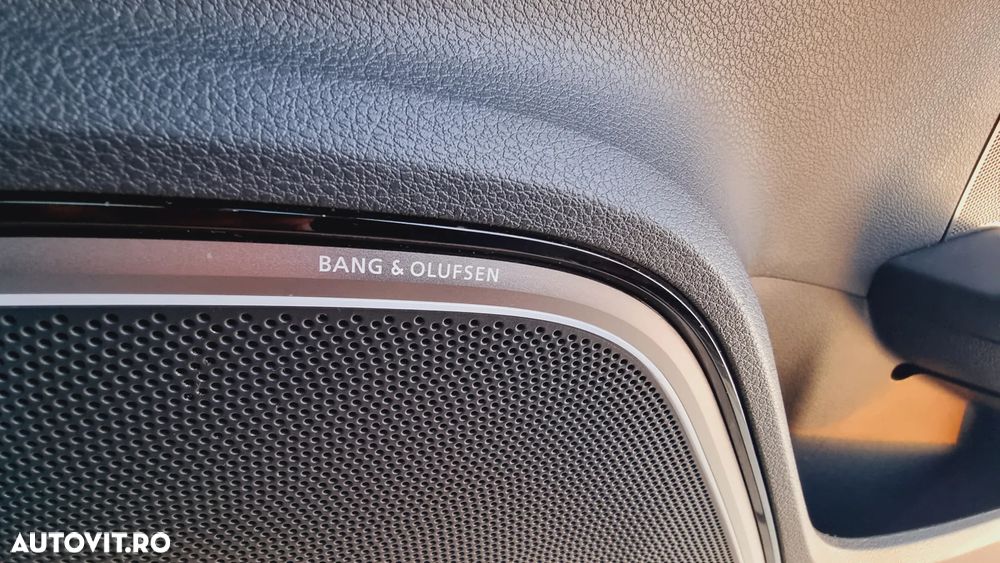 BANG & OLUFSEN
AUTOVIT.RO